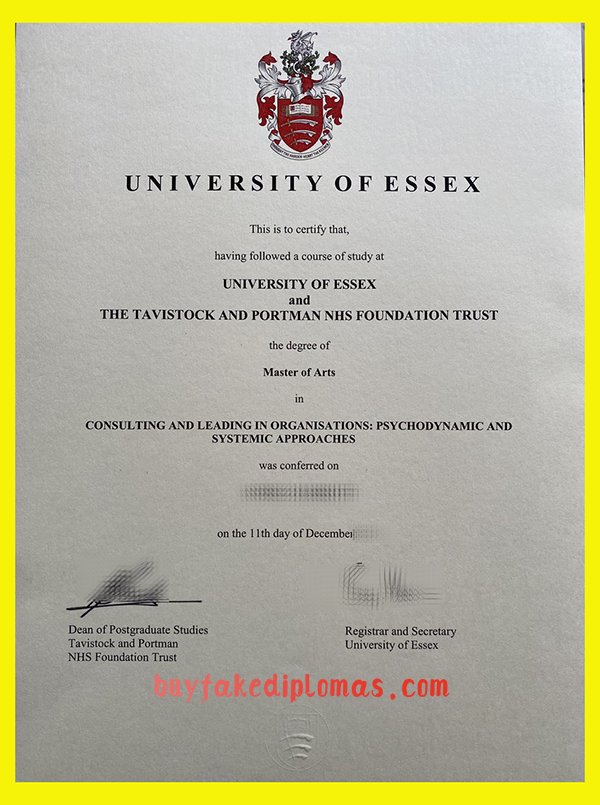 UNIVERSITY OF ESSEX
This is to certify that,
having followed a course of study at
UNIVERSITY OF ESSEX
and
THE TAVISTOCK AND PORTMAN NHS FOUNDATION TRUST
the degree of
Master of Arts
in
CONSULTING AND LEADING IN ORGANISATIONS: PSYCHODYNAMIC AND
SYSTEMIC APPROACHES
was conferred on
on the 11th day of December
Dean of Postgraduate Studies
Tavistock and Portman
NHS Foundation Trust
Registrar and Secretary
University of Essex
buyfakediplomas.com